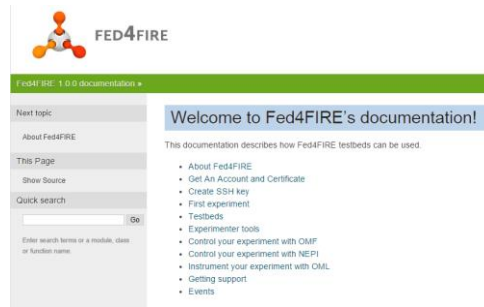 FED4FIRE
Fed4FIRE 1.0.0 documentation »
Next topic
About Fed4FIRE
This Page
Show Source
Quick search
Go
Enter search terms or a module, class
or function name.
Welcome to Fed4FIRE's documentation!
This documentation describes how Fed4FIRE testbeds can be used.
• About Fed4FIRE
• Get An Account and Certificate
• Create SSH key
• First experiment
• Testbeds
• Experimenter tools
• Control your experiment with OMF
• Control your experiment with NEPI
• Instrument your experiment with OML
• Getting support
• Events